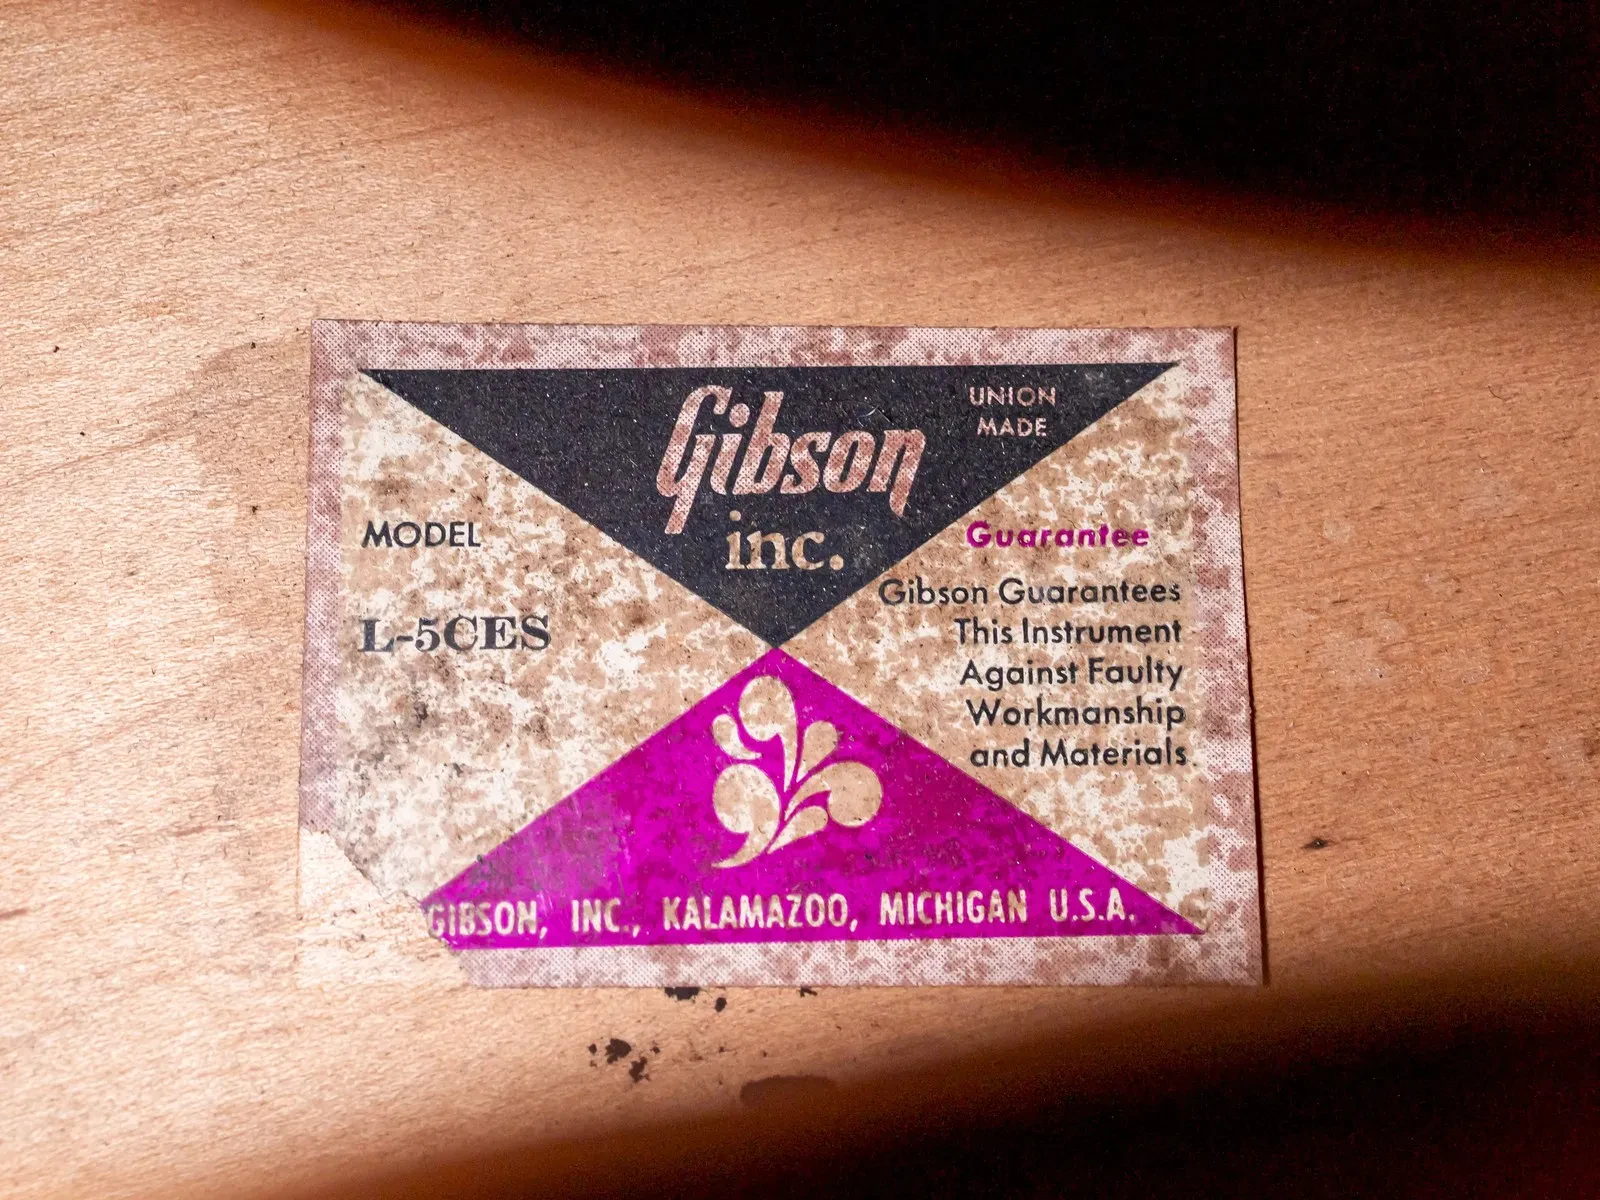 Gibson
inc.
UNION
MADE
MODEL
L-5CES
Guarantee
Gibson Guarantees
This Instrument
Against Faulty
Workmanship
and Materials.
GIBSON, INC., KALAMAZOO, MICHIGAN U.S.A.